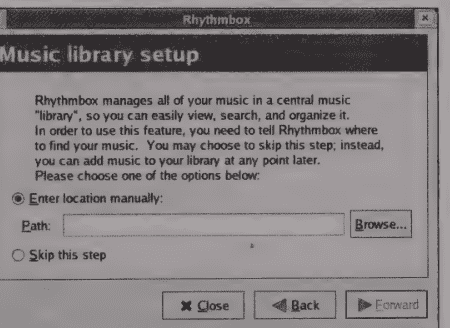 Rhythmbox
Music library setup
Rhythmbox manages all of your music in a central music
"library", so you can easily view, search, and organize it.
In order to use this feature, you need to tell Rhythmbox where
to find your music. You may choose to skip this step; instead,
you can add music to your library at any point later.
Please choose one of the options below:
Enter location manually:
Path: Browse...
Skip this step
Close Back Forward